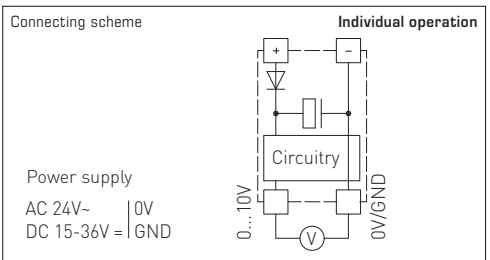 Connecting scheme
Individual operation
+ −
Circuitry
Power supply
AC 24V~ 0V
DC 15-36V = GND
0...10V
0V/GND
V